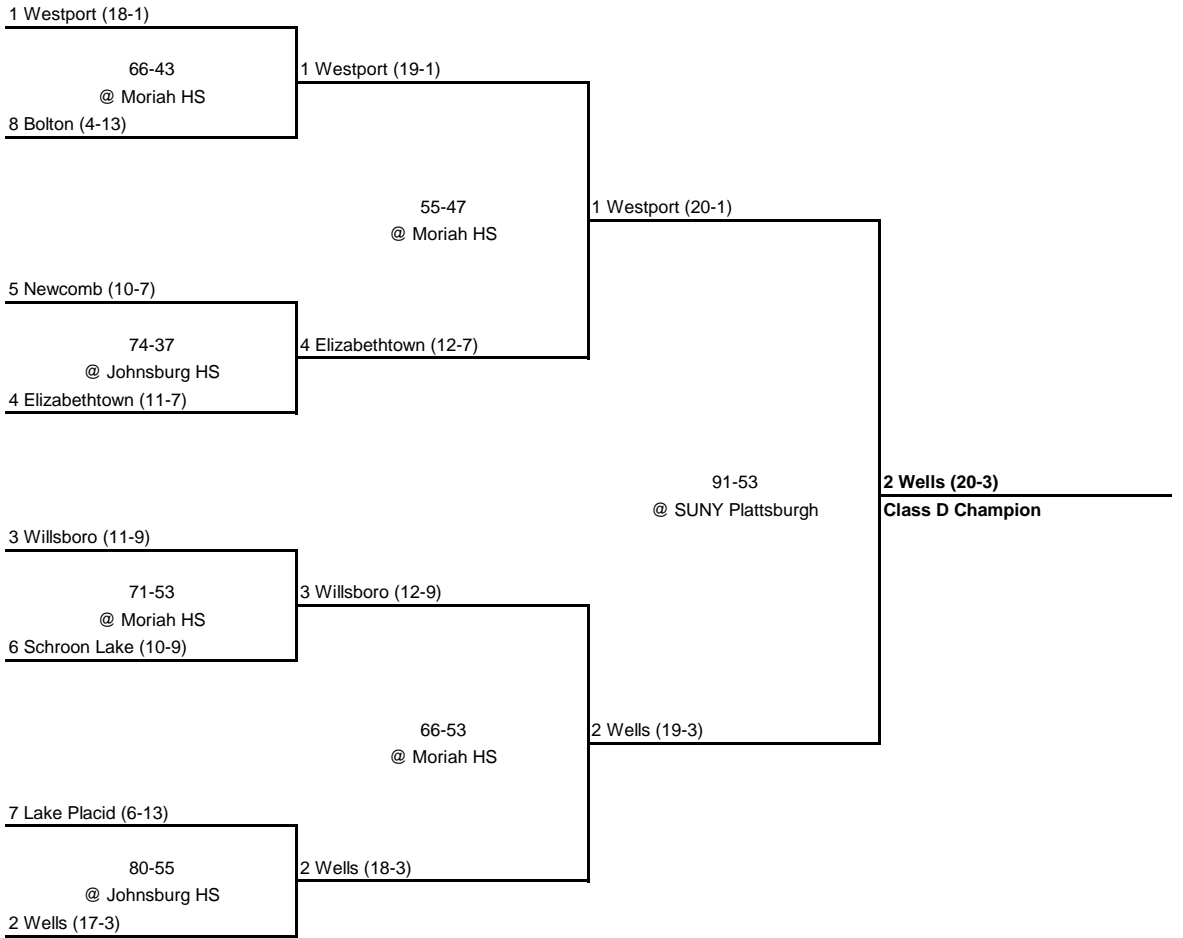 1 Westport (18-1)
66-43
@ Moriah HS
8 Bolton (4-13)
1 Westport (19-1)
55-47
@ Moriah HS
1 Westport (20-1)
5 Newcomb (10-7)
74-37
@ Johnsburg HS
4 Elizabethtown (11-7)
4 Elizabethtown (12-7)
91-53
@ SUNY Plattsburgh
2 Wells (20-3)
Class D Champion
3 Willsboro (11-9)
71-53
@ Moriah HS
6 Schroon Lake (10-9)
3 Willsboro (12-9)
66-53
@ Moriah HS
2 Wells (19-3)
7 Lake Placid (6-13)
80-55
@ Johnsburg HS
2 Wells (17-3)
2 Wells (18-3)